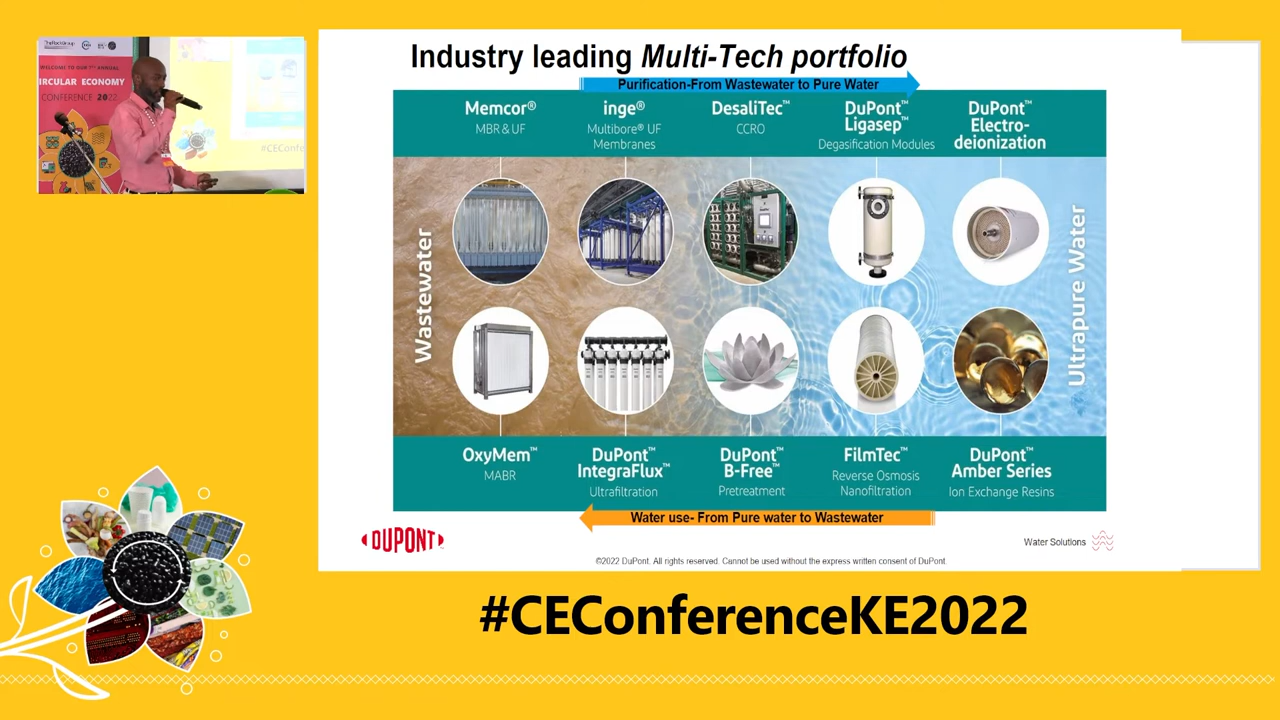 WELCOME TO OUR 7TH ANNUAL
IRCULAR ECONOMY
CONFERENCE 2022
#CEConfe
Industry leading Multi-Tech portfolio
Purification-From Wastewater to Pure Water
Memcor®
MBR & UF
inge®
Multibore® UF
Membranes
DesaliTec™
CCRO
DuPont™
Ligasep™
Degasification Modules
DuPont™
Electro-
deionization
Wastewater
Ultrapure Water
OxyMem™
MABR
DuPont™
IntegraFlux™
Ultrafiltration
DuPont™
B-Free™
Pretreatment
FilmTec™
Reverse Osmosis
Nanofiltration
DuPont™
Amber Series
Ion Exchange Resins
Water use- From Pure water to Wastewater
DUPONT
Water Solutions
©2022 DuPont. All rights reserved. Cannot be used without the express written consent of DuPont.
#CEConferenceKE2022